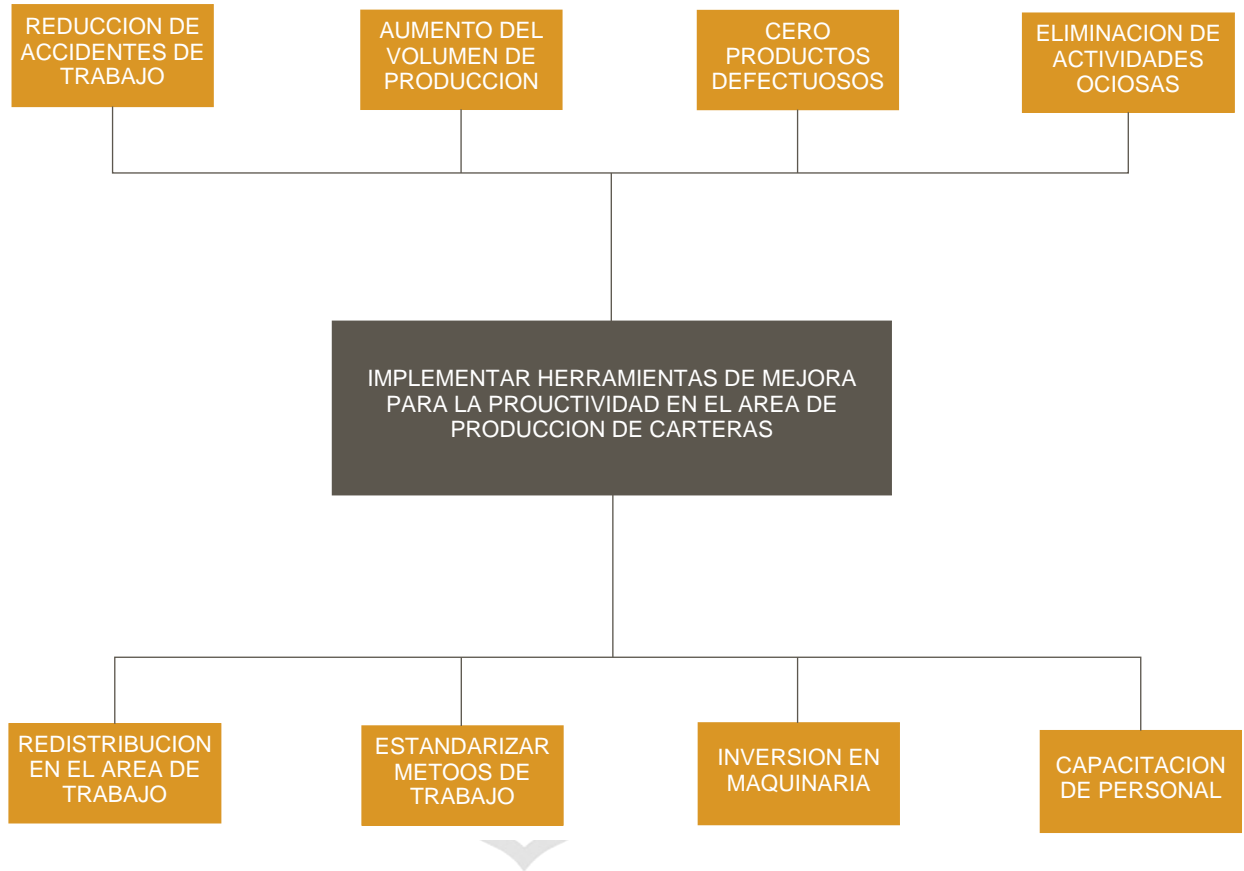 REDUCCION DE
ACCIDENTES DE
TRABAJO
AUMENTO DEL
VOLUMEN DE
PRODUCCION
CERO
PRODUCTOS
DEFECTUOSOS
ELIMINACION DE
ACTIVIDADES
OCIOSAS
IMPLEMENTAR HERRAMIENTAS DE MEJORA
PARA LA PROUCTIVIDAD EN EL AREA DE
PRODUCCION DE CARTERAS
REDISTRIBUCION
EN EL AREA DE
TRABAJO
ESTANDARIZAR
METOOS DE
TRABAJO
INVERSION EN
MAQUINARIA
CAPACITACION
DE PERSONAL